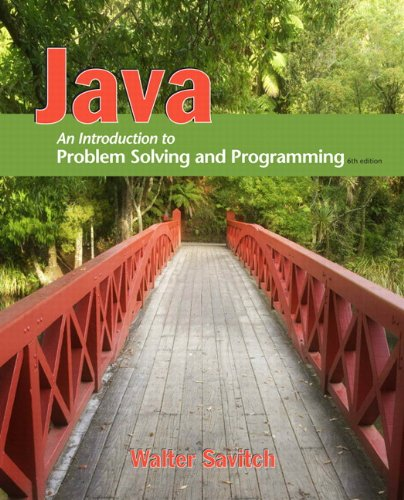 Java:
An Introduction to
Problem Solving and Programming 6th edition
Walter Savitch